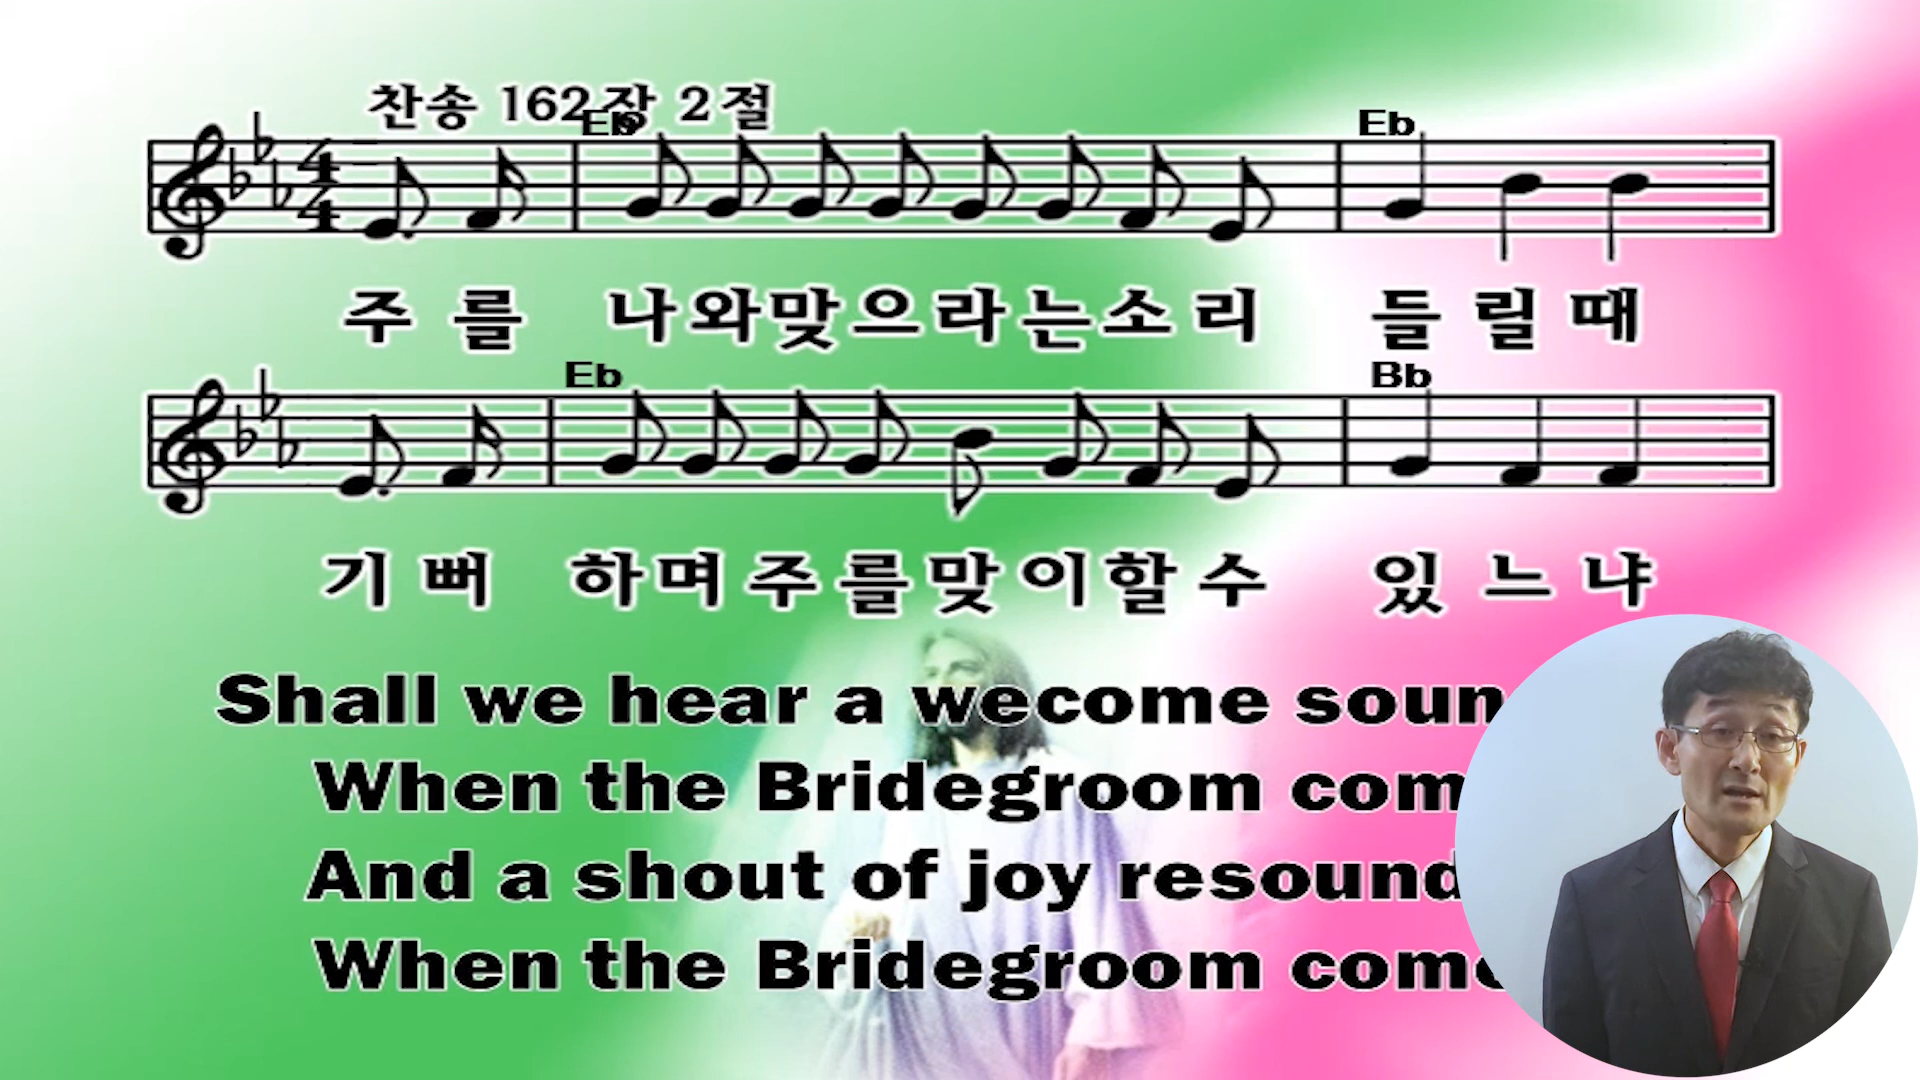 찬송 162장 2절
Eb Eb
주 를 나와맞으라는소리 들릴때
Eb Bb
기뻐 하며주를맞이할수 있느냐
Shall we hear a wecome soun
When the Bridegroom com
And a shout of joy resound
When the Bridegroom come